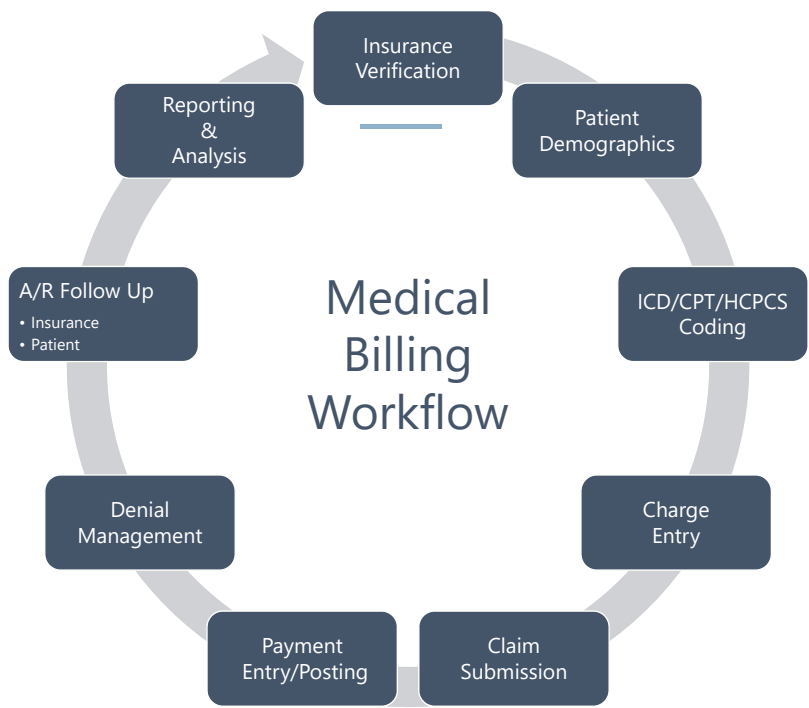 Insurance
Verification
Patient
Demographics
ICD/CPT/HCPCS
Coding
Charge
Entry
Claim
Submission
Payment
Entry/Posting
Denial
Management
A/R Follow Up
• Insurance
• Patient
Reporting
&
Analysis
Medical
Billing
Workflow